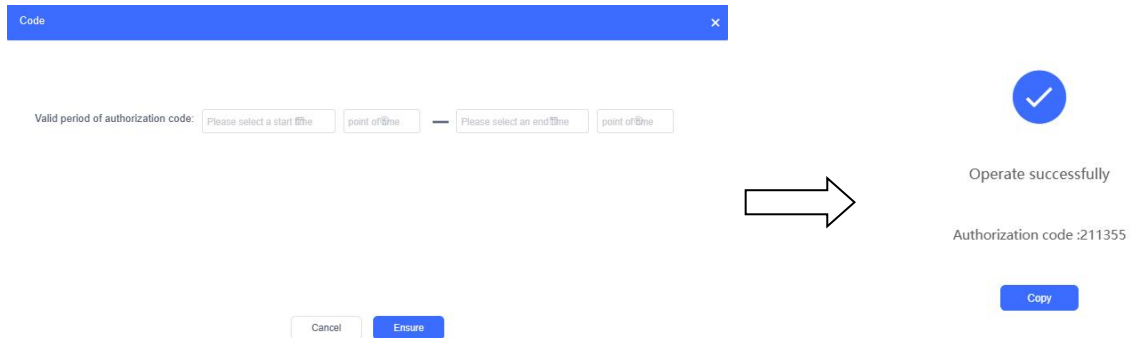 Code
Valid period of authorization code: Please select a start time point of time — Please select an end time point of time
Cancel Ensure
Operate successfully
Authorization code :211355
Copy